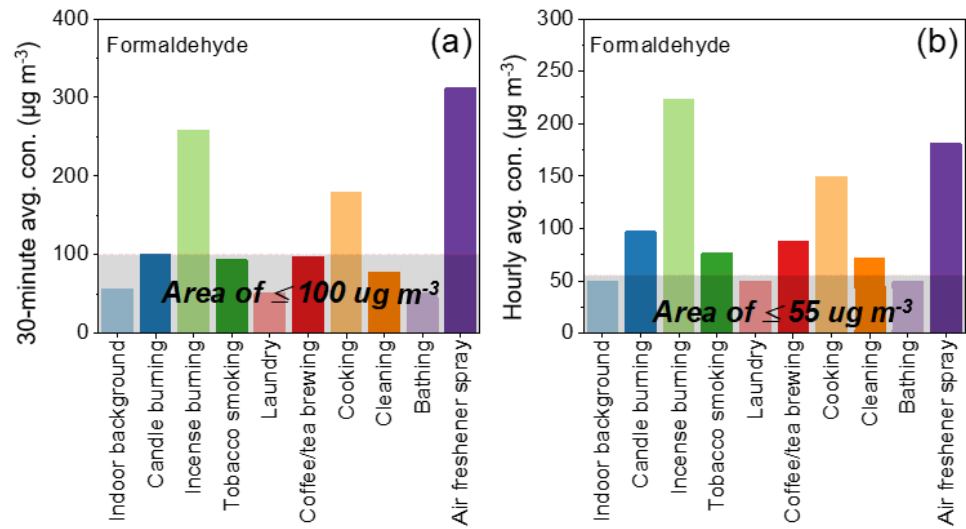 (a)
Formaldehyde
30-minute avg. con. (µg m-3)
400
300
200
100
0
Area of ≤ 100 ug m-3
Indoor background
Candle burning
Incense burning
Tobacco smoking
Laundry
Coffee/tea brewing
Cooking
Cleaning
Bathing
Air freshener spray
(b)
Formaldehyde
Hourly avg. con. (µg m-3)
300
250
200
150
100
50
0
Area of ≤ 55 ug m-3
Indoor background
Candle burning
Incense burning
Tobacco smoking
Laundry
Coffee/tea brewing
Cooking
Cleaning
Bathing
Air freshener spray